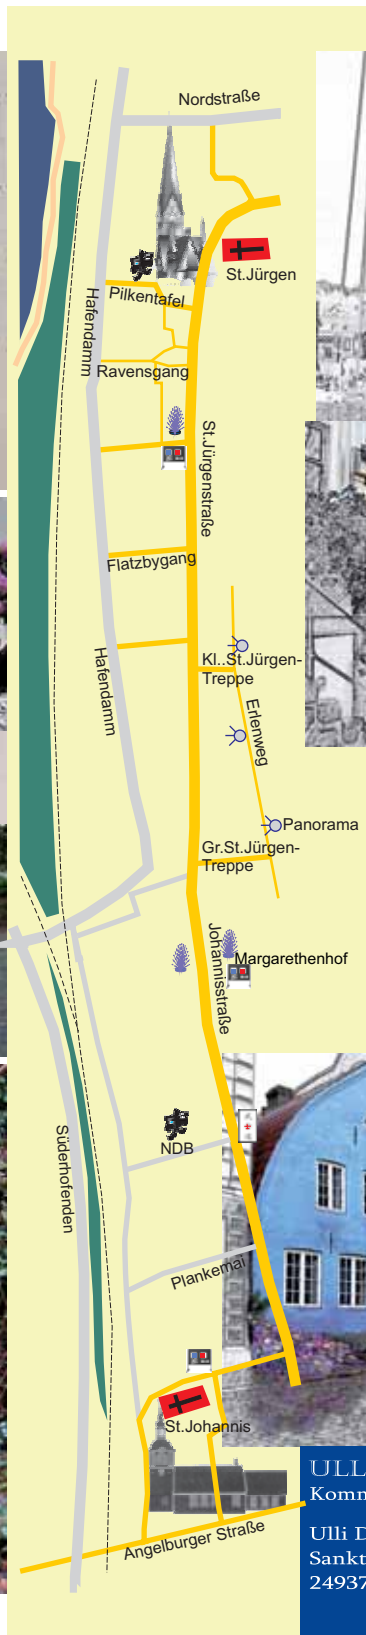 Nordstraße
St.Jürgen
Pilkentafel
Hafendamm
Ravensgang
St.Jürgenstraße
Flatzbygang
Kl..St.Jürgen-
Treppe
Hafendamm
Erlenweg
Panorama
Gr.St.Jürgen-
Treppe
Johannisstraße
Margarethenhof
NDB
Süderhofenden
Plankemai
St.Johannis
Angelburger Straße
ULL
Komm
Ulli D
Sankt
24937